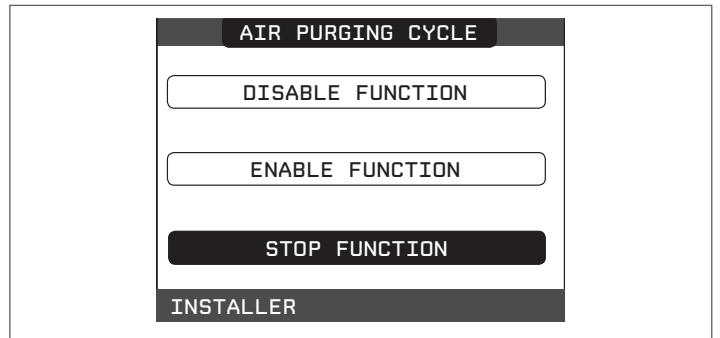 AIR PURGING CYCLE
DISABLE FUNCTION
ENABLE FUNCTION
STOP FUNCTION
INSTALLER